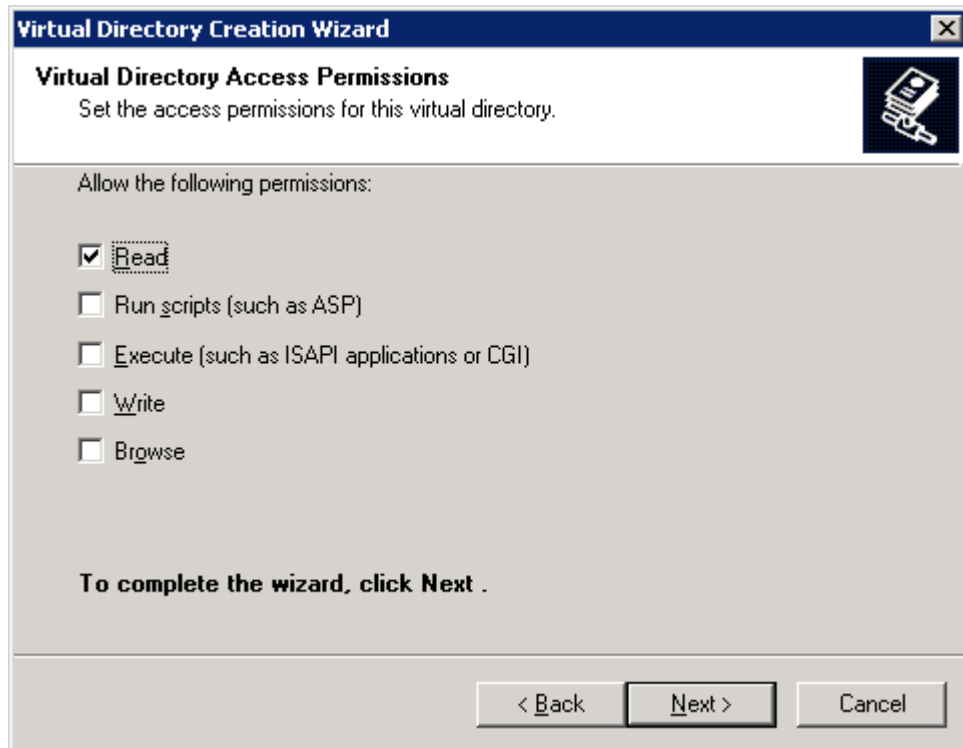 Virtual Directory Creation Wizard
Virtual Directory Access Permissions
Set the access permissions for this virtual directory.
Allow the following permissions:
Read
Run scripts (such as ASP)
Execute (such as ISAPI applications or CGI)
Write
Browse
To complete the wizard, click Next .
< Back Next > Cancel